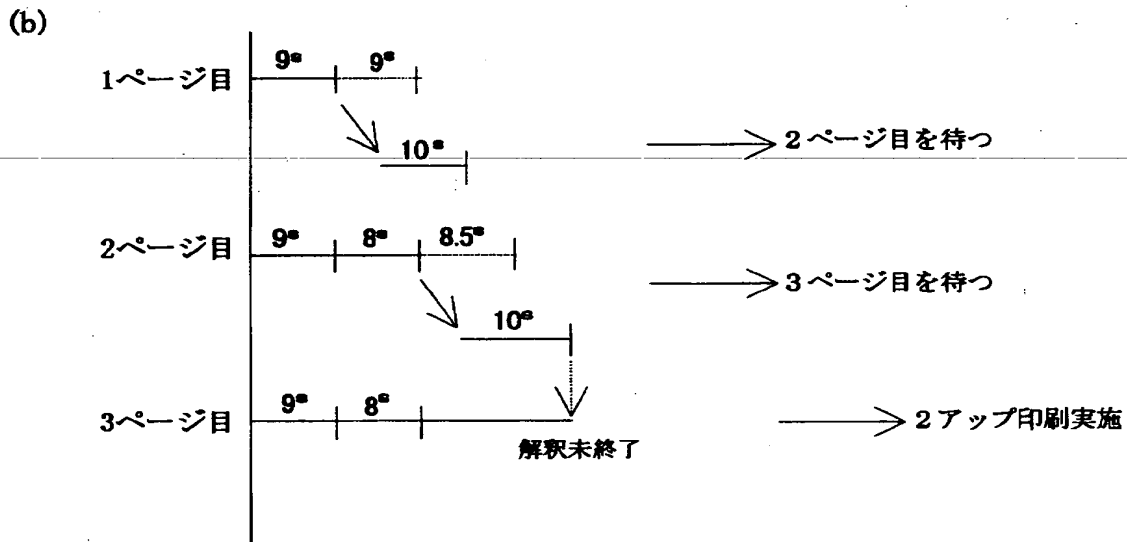 (b)
1ページ目 9s 9s
10s → 2ページ目を待つ
2ページ目 9s 8s 8.5s
→ 3ページ目を待つ
10s
3ページ目 9s 8s → 2アップ印刷実施
解釈未終了